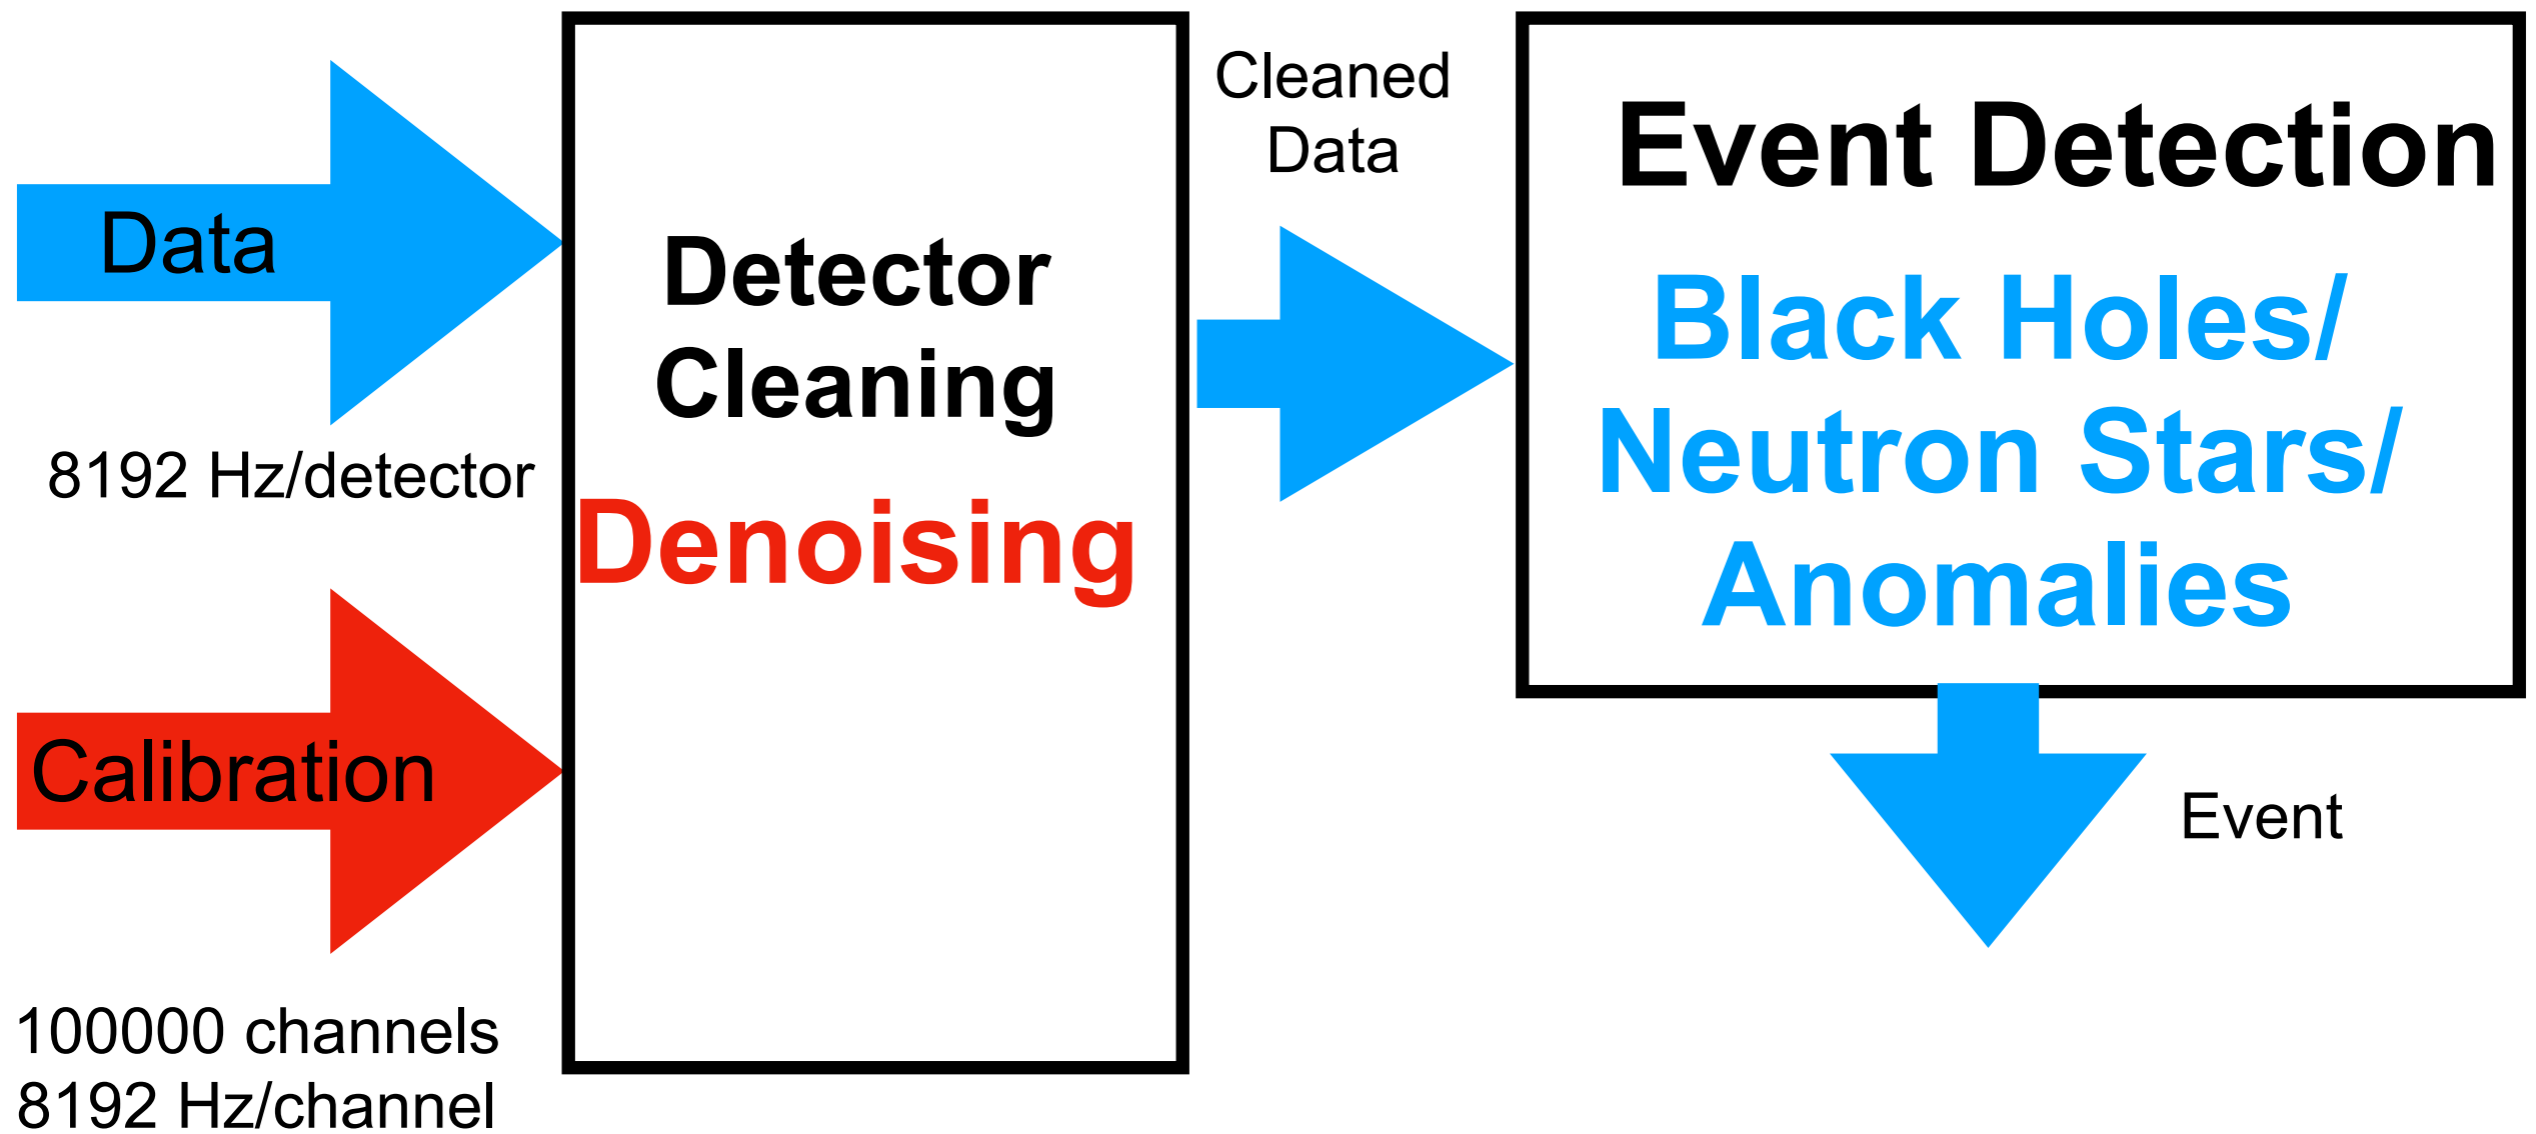 Data
8192 Hz/detector
Calibration
100000 channels
8192 Hz/channel
Detector
Cleaning
Denoising
Cleaned
Data
Event Detection
Black Holes/
Neutron Stars/
Anomalies
Event